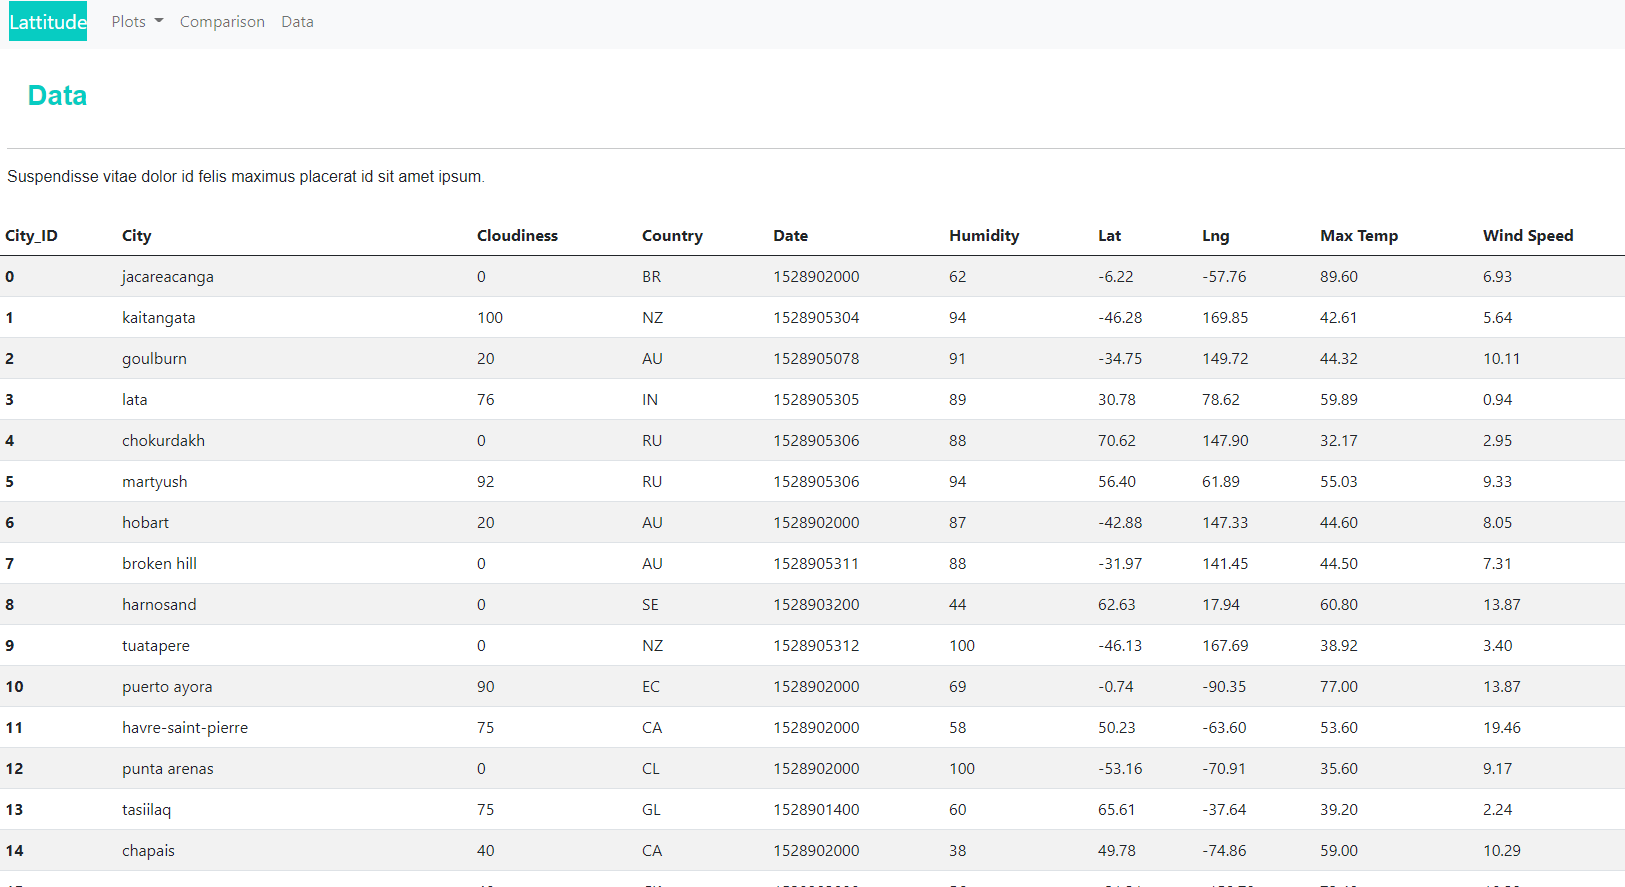 Lattitude Plots Comparison Data
Data
Suspendisse vitae dolor id felis maximus placerat id sit amet ipsum.
City_ID City Cloudiness Country Date Humidity Lat Lng Max Temp Wind Speed
0 jacareacanga 0 BR 1528902000 62 -6.22 -57.76 89.60 6.93
1 kaitangata 100 NZ 1528905304 94 -46.28 169.85 42.61 5.64
2 goulburn 20 AU 1528905078 91 -34.75 149.72 44.32 10.11
3 lata 76 IN 1528905305 89 30.78 78.62 59.89 0.94
4 chokurdakh 0 RU 1528905306 88 70.62 147.90 32.17 2.95
5 martyush 92 RU 1528905306 94 56.40 61.89 55.03 9.33
6 hobart 20 AU 1528902000 87 -42.88 147.33 44.60 8.05
7 broken hill 0 AU 1528905311 88 -31.97 141.45 44.50 7.31
8 harnosand 0 SE 1528903200 44 62.63 17.94 60.80 13.87
9 tuatapere 0 NZ 1528905312 100 -46.13 167.69 38.92 3.40
10 puerto ayora 90 EC 1528902000 69 -0.74 -90.35 77.00 13.87
11 havre-saint-pierre 75 CA 1528902000 58 50.23 -63.60 53.60 19.46
12 punta arenas 0 CL 1528902000 100 -53.16 -70.91 35.60 9.17
13 tasiilaq 75 GL 1528901400 60 65.61 -37.64 39.20 2.24
14 chapais 40 CA 1528902000 38 49.78 -74.86 59.00 10.29